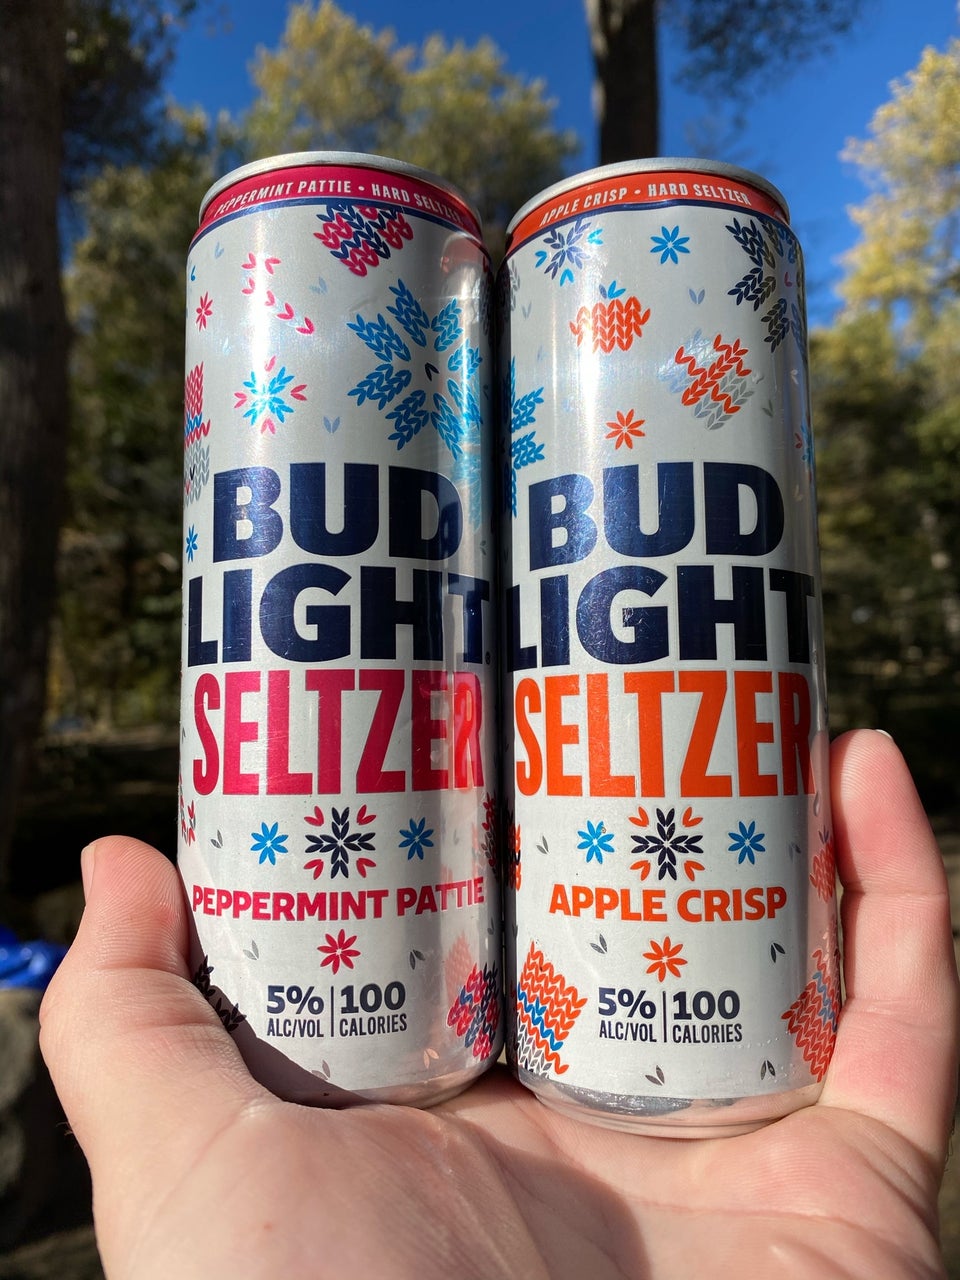 PEPPERMINT PATTIE • HARD SELTZER
BUD
LIGHT®
SELTZER
PEPPERMINT PATTIE
5% | 100
ALC/VOL | CALORIES
APPLE CRISP • HARD SELTZER
BUD
LIGHT
SELTZER
APPLE CRISP
5% | 100
ALC/VOL | CALORIES